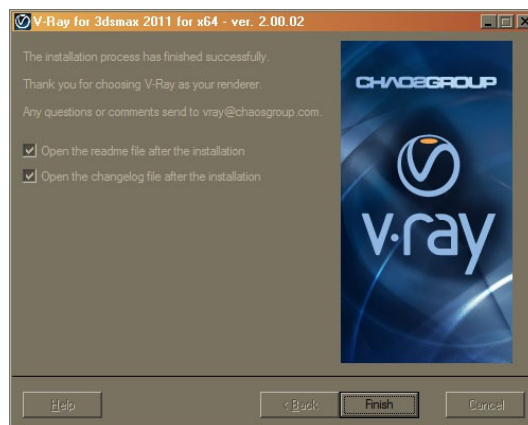 V-Ray for 3dsmax 2011 for x64 - ver. 2.00.02
The installation process has finished successfully.
Thank you for choosing V-Ray as your renderer.
Any questions or comments send to vray@chaosgroup.com.
Open the readme file after the installation
Open the changelog file after the installation
CHAOSGROUP
v·ray
Help
< Back
Finish
Cancel